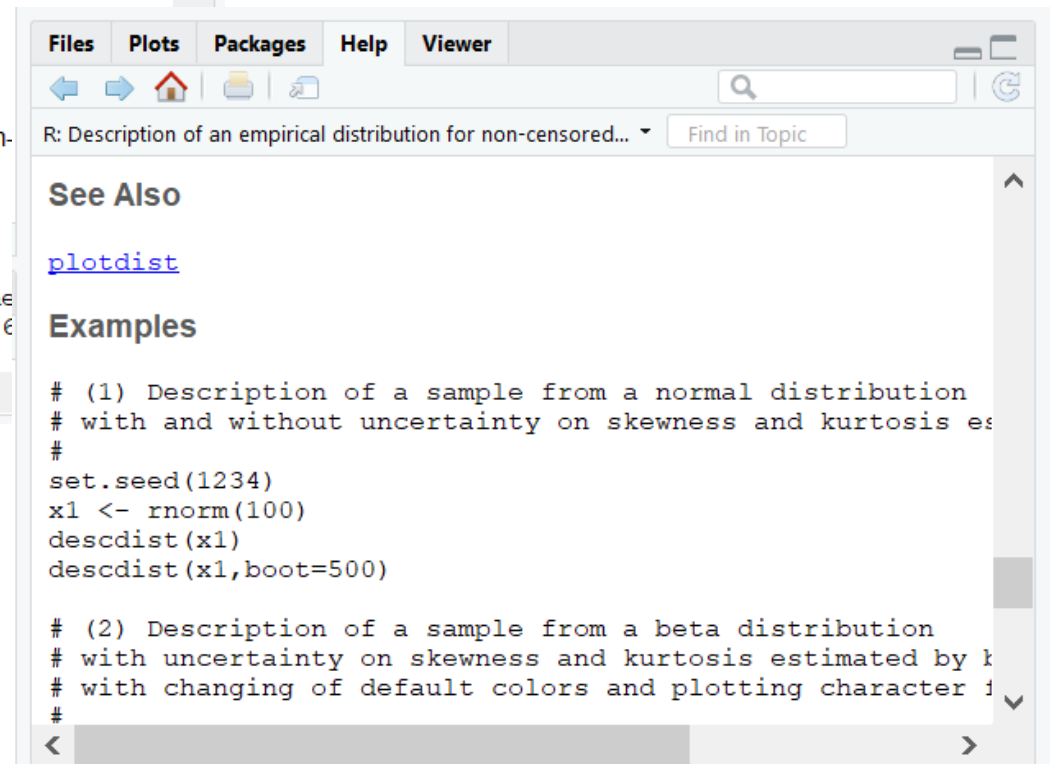 Files Plots Packages Help Viewer
R: Description of an empirical distribution for non-censored... Find in Topic
See Also
plotdist
Examples
# (1) Description of a sample from a normal distribution
# with and without uncertainty on skewness and kurtosis
#
set.seed(1234)
x1 <- rnorm(100)
descdist(x1)
descdist(x1,boot=500)
# (2) Description of a sample from a beta distribution
# with uncertainty on skewness and kurtosis estimated by
# with changing of default colors and plotting character
#